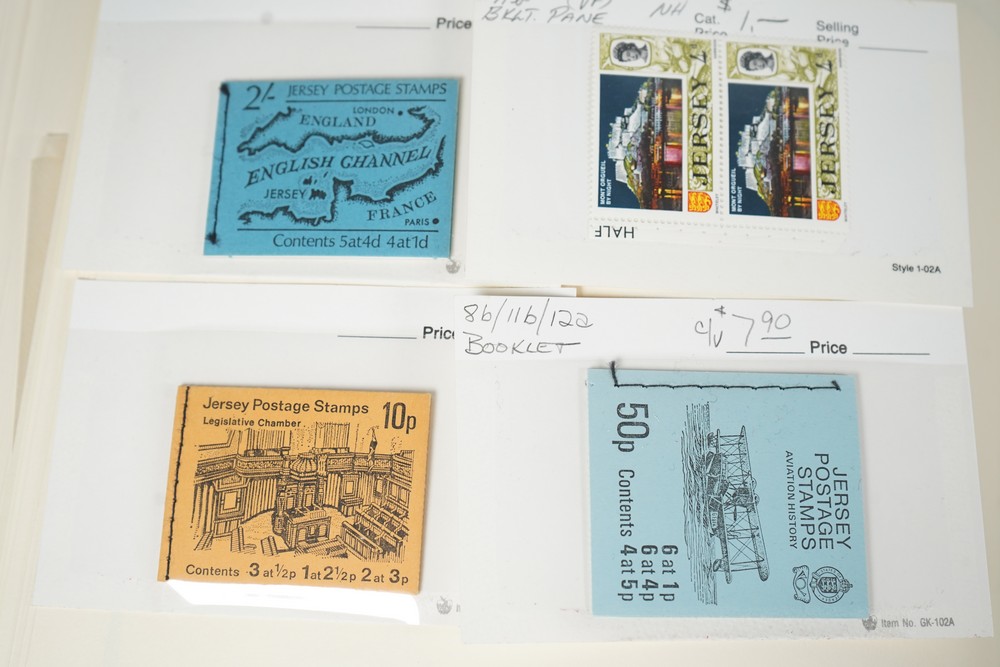 Price
2/- JERSEY POSTAGE STAMPS
LONDON
ENGLAND
ENGLISH CHANNEL
JERSEY
FRANCE
PARIS
Contents 5at4d 4at1d
BKLT. PANE NH Cat. $ 1,— Selling
Price Price
JERSEY 7
MONT ORGUEIL
BY NIGHT
JERSEY 7
MONT ORGUEIL
BY NIGHT
HALF
Style 1-02A
Price
Jersey Postage Stamps 10p
Legislative Chamber.
Contents 3 at ½p 1 at 2½p 2 at 3p
8b/11b/12a c/v $7 90
BOOKLET
Price
JERSEY
POSTAGE
STAMPS
AVIATION HISTORY
50p Contents 6 at 1p
6 at 4p
4 at 5p
Item No. GK-102A